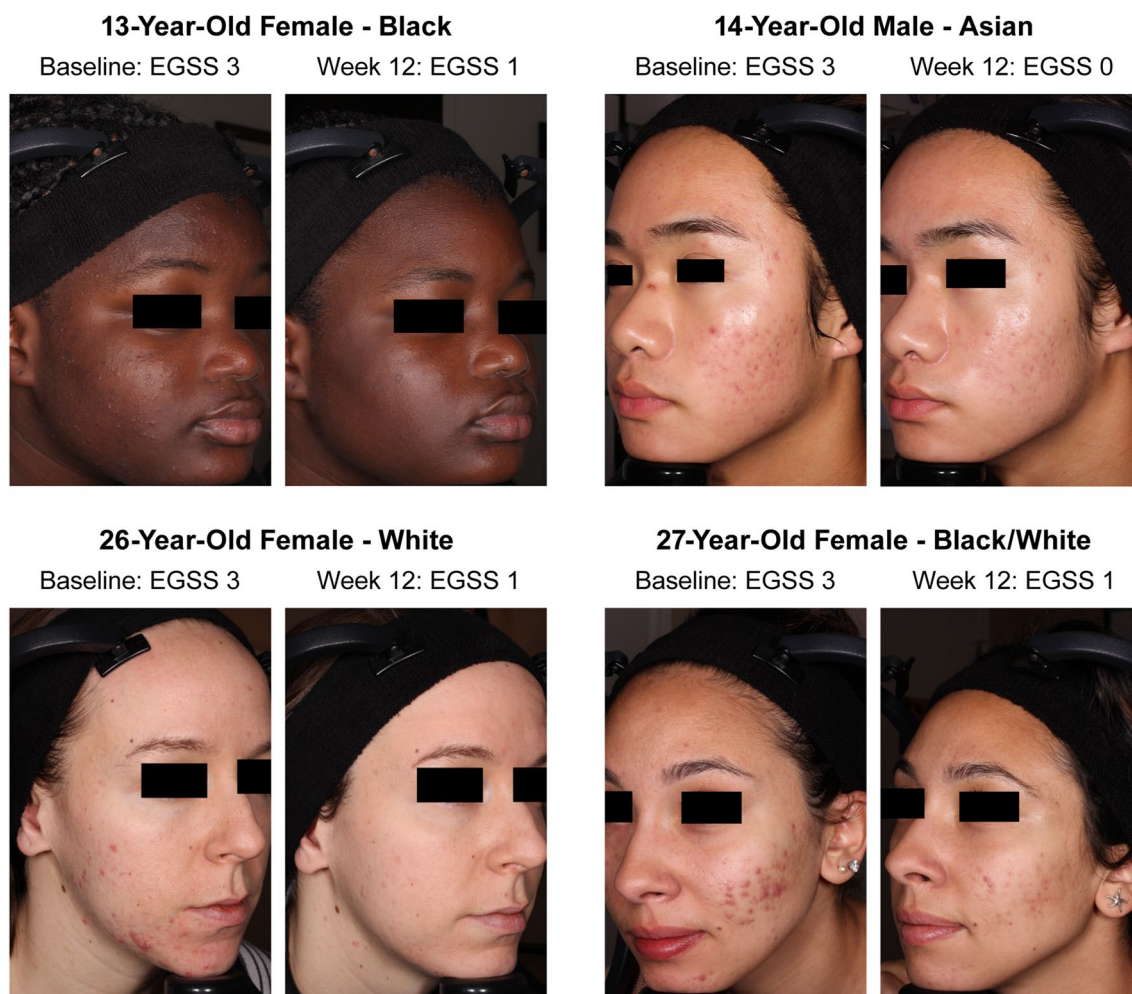 13-Year-Old Female - Black
Baseline: EGSS 3
Week 12: EGSS 1
14-Year-Old Male - Asian
Baseline: EGSS 3
Week 12: EGSS 0
26-Year-Old Female - White
Baseline: EGSS 3
Week 12: EGSS 1
27-Year-Old Female - Black/White
Baseline: EGSS 3
Week 12: EGSS 1